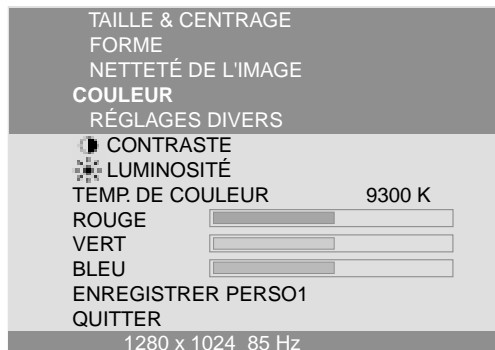 TAILLE & CENTRAGE
FORME
NETTETÉ DE L'IMAGE
COULEUR
RÉGLAGES DIVERS
CONTRASTE
LUMINOSITÉ
TEMP. DE COULEUR 9300 K
ROUGE
VERT
BLEU
ENREGISTRER PERSO1
QUITTER
1280 x 1024 85 Hz